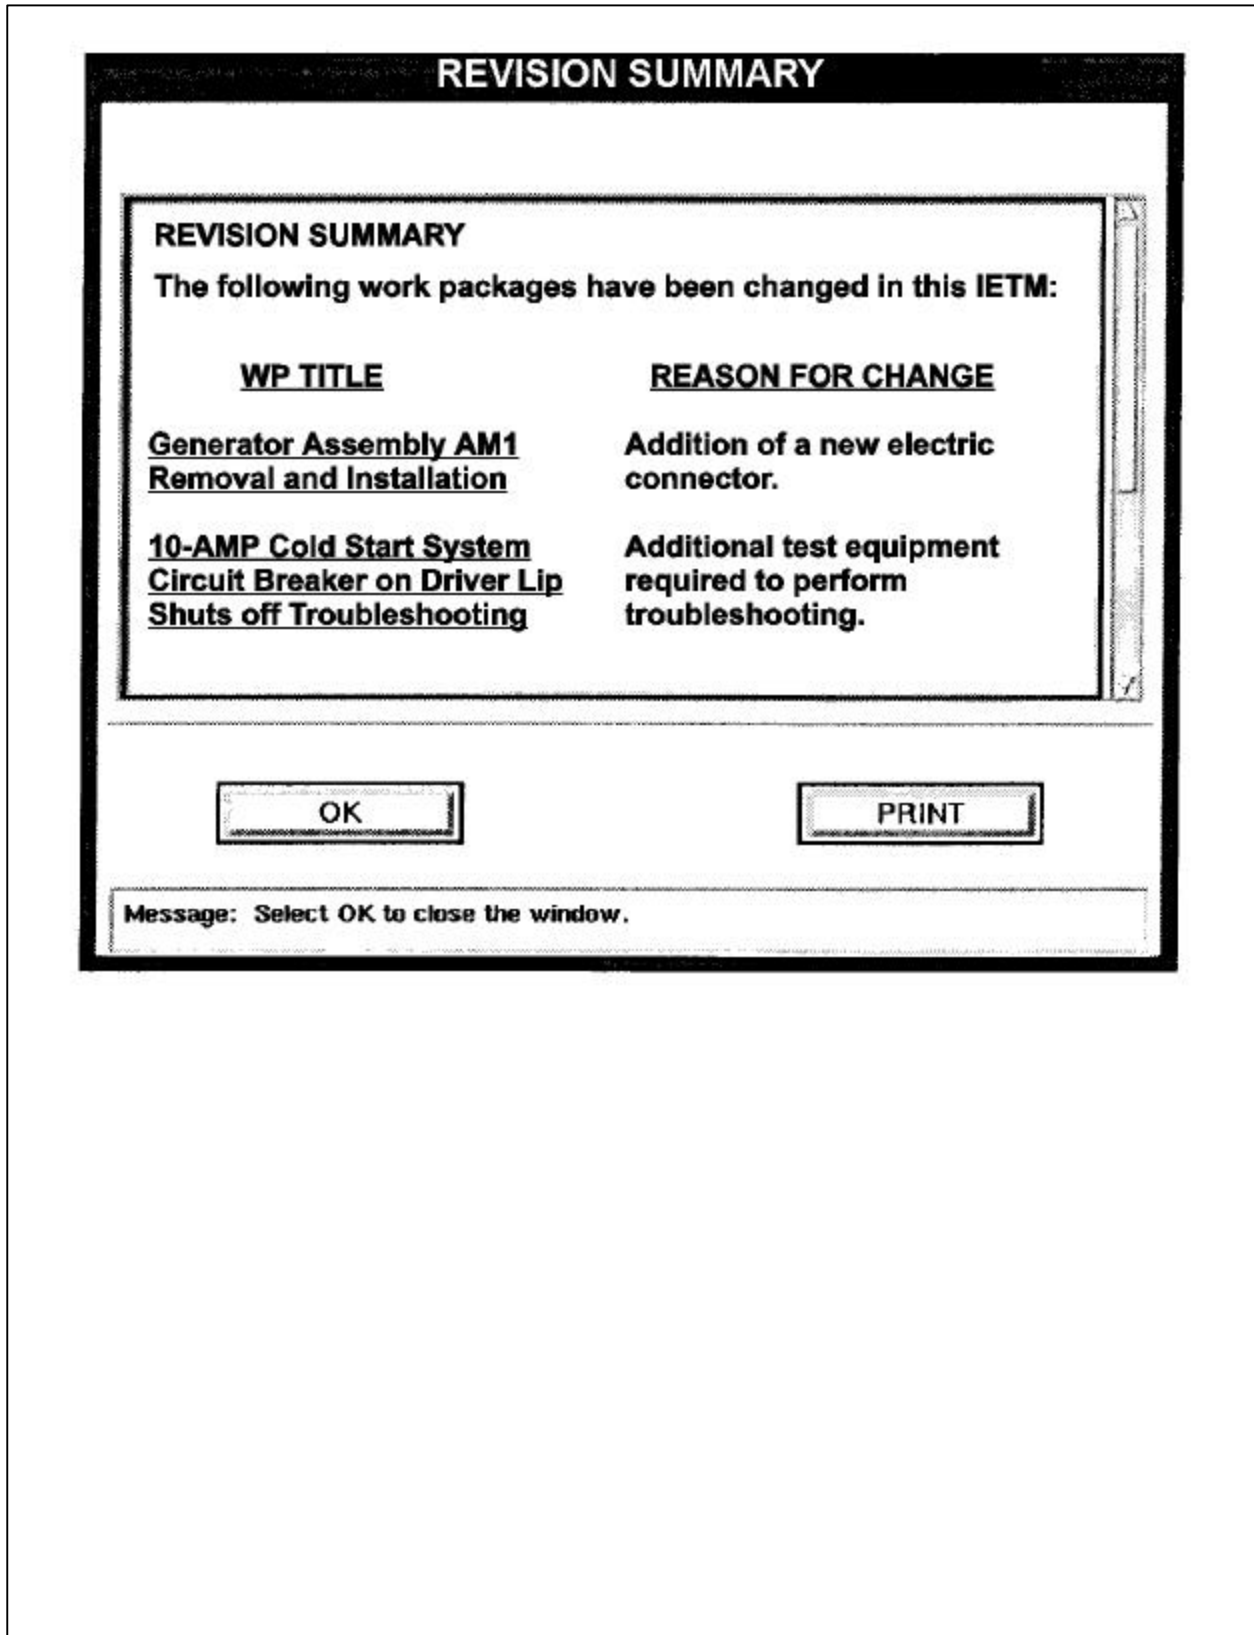 REVISION SUMMARY
REVISION SUMMARY
The following work packages have been changed in this IETM:
WP TITLE
REASON FOR CHANGE
Generator Assembly AM1
Removal and Installation
Addition of a new electric
connector.
10-AMP Cold Start System
Circuit Breaker on Driver Lip
Shuts off Troubleshooting
Additional test equipment
required to perform
troubleshooting.
OK
PRINT
Message: Select OK to close the window.